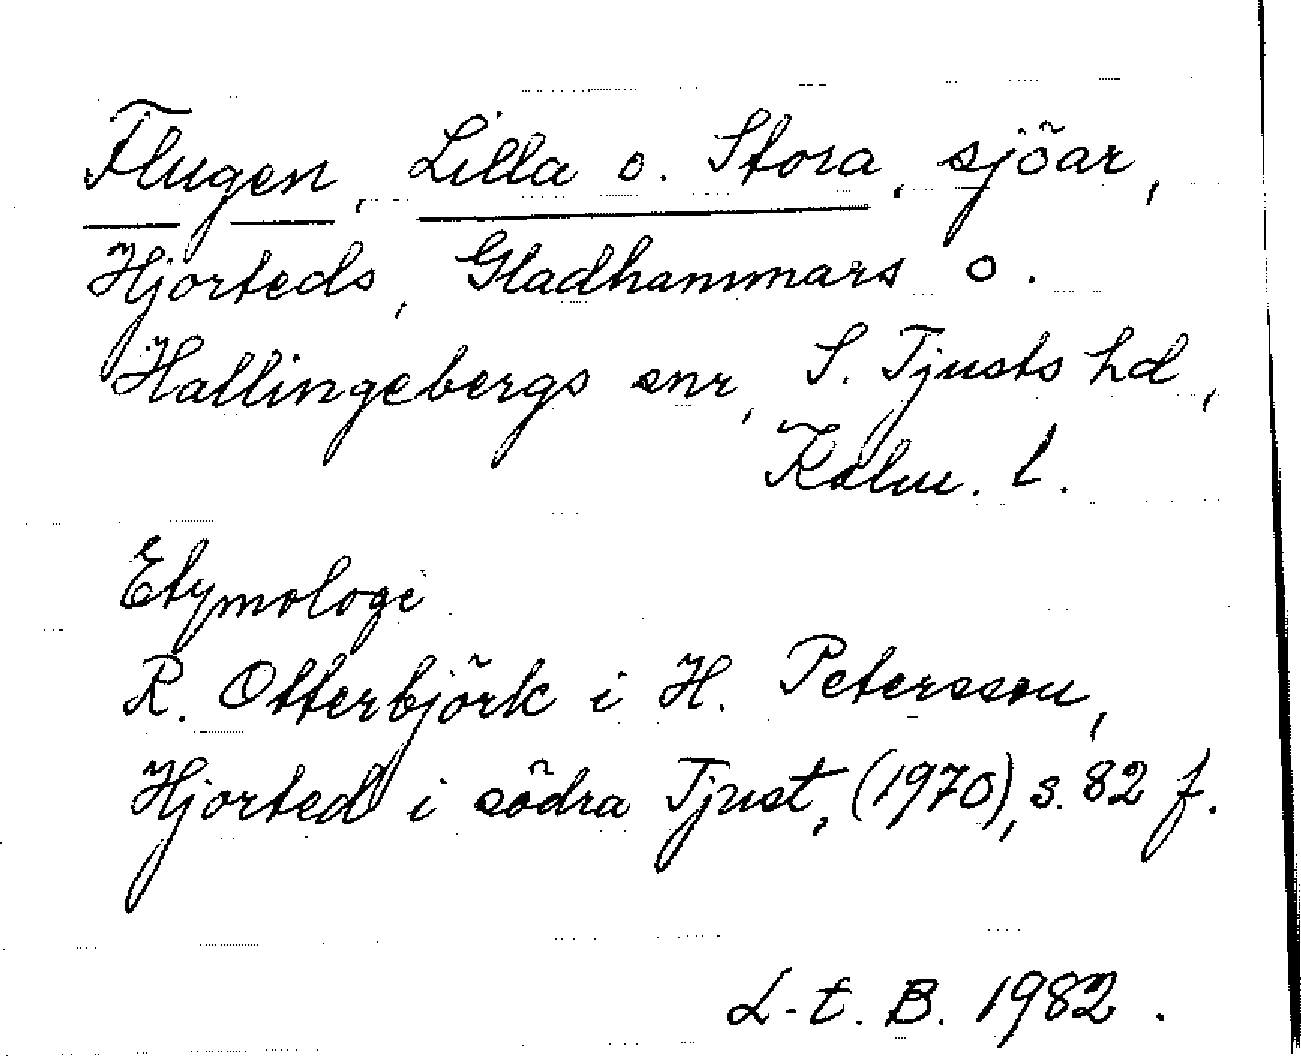 Flugen, Lilla o. Stora, sjöar,
Hjorteds, Gladhammars o.
Hallingebergs snr, S. Tjusts hd,
Kalm. l.
Etymologi
R. Otterbjörk i H. Petersson,
Hjorted i södra Tjust, (1970), s. 82 f.
L-t. B. 1982.